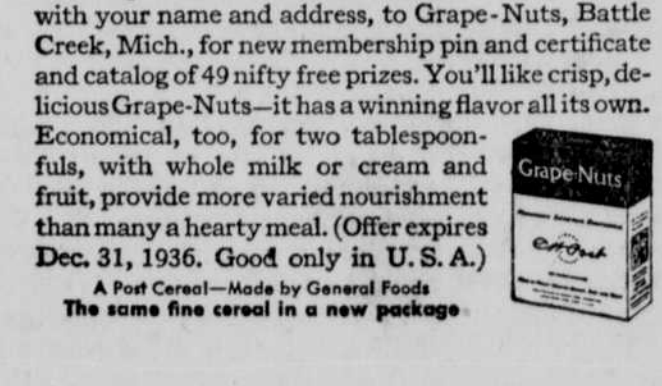 with your name and address, to Grape-Nuts, Battle
Creek, Mich., for new membership pin and certificate
and catalog of 49 nifty free prizes. You'll like crisp, de-
licious Grape-Nuts—it has a winning flavor all its own.
Economical, too, for two tablespoon-
fuls, with whole milk or cream and
fruit, provide more varied nourishment
than many a hearty meal. (Offer expires
Dec. 31, 1936. Good only in U. S. A.)
A Post Cereal—Made by General Foods
The same fine cereal in a new package
Grape-Nuts